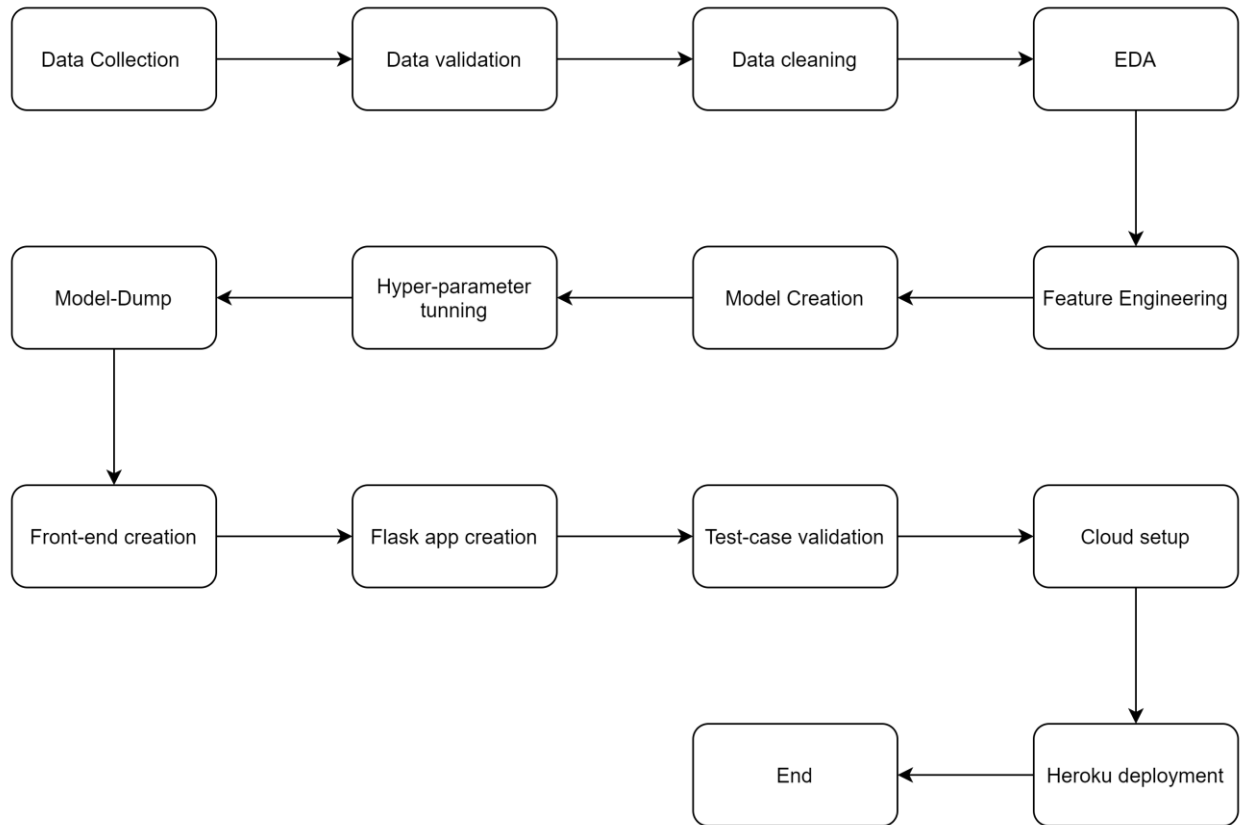 Data Collection
Data validation
Data cleaning
EDA
Feature Engineering
Model Creation
Hyper-parameter
tunning
Model-Dump
Front-end creation
Flask app creation
Test-case validation
Cloud setup
Heroku deployment
End